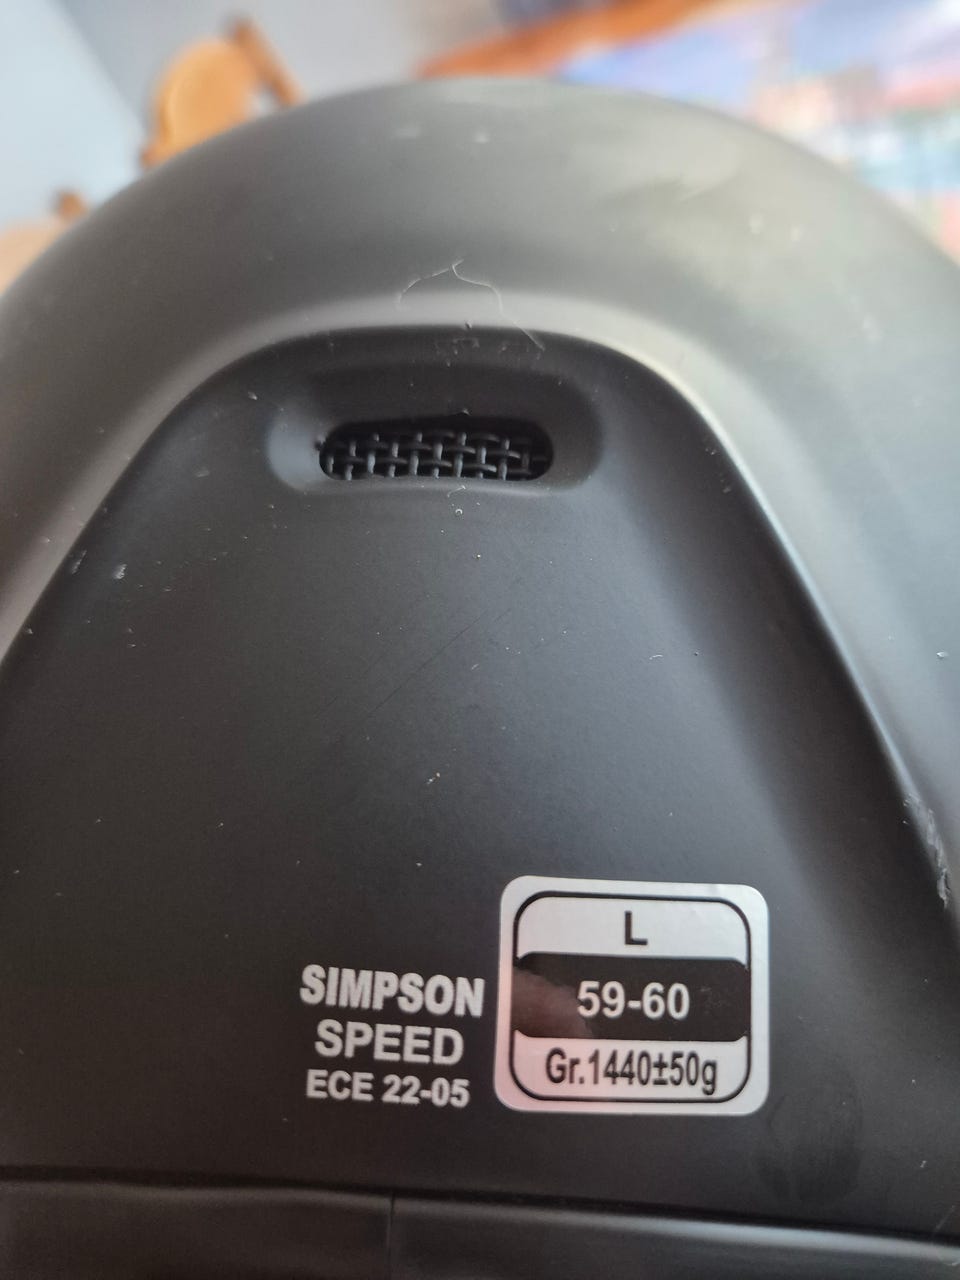 SIMPSON
SPEED
ECE 22-05
L
59-60
Gr.1440±50g